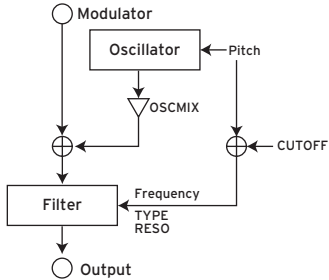 Modulator
Oscillator
Pitch
OSCMIX
CUTOFF
Frequency
Filter
TYPE
RESO
Output